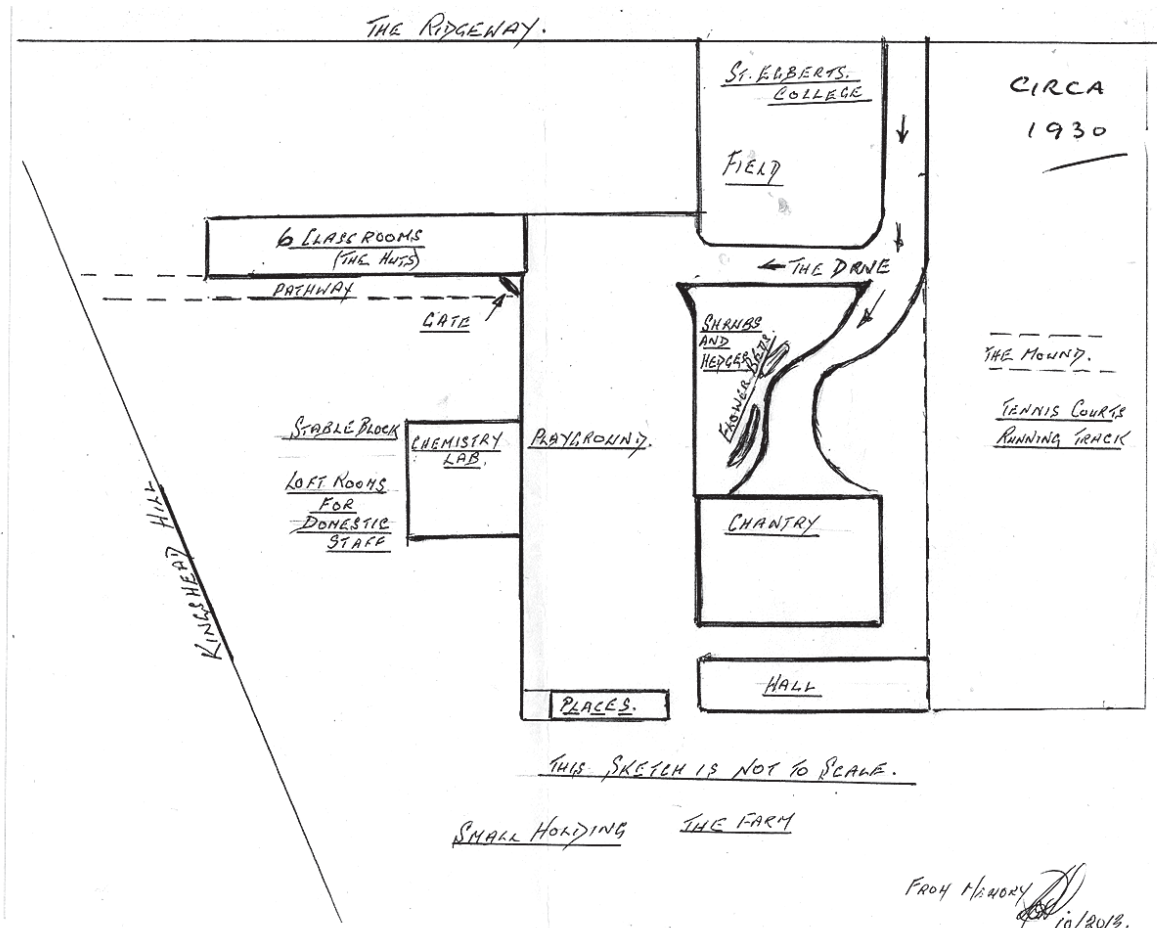 THE RIDGEWAY.
ST. EGBERTS.
COLLEGE
CIRCA
1930
FIELD
6 CLASSROOMS
(THE HUTS)
← THE DRIVE
PATHWAY
GATE
SHRUBS
AND
HEDGES
FLOWER BEDS.
THE MOUND.
TENNIS COURTS
RUNNING TRACK
STABLE BLOCK
CHEMISTRY
LAB.
PLAYGROUND.
LOFT ROOMS
FOR
DOMESTIC
STAFF
CHANTRY
KINGSHEAD HILL
HALL
PLACES.
THIS SKETCH IS NOT TO SCALE.
SMALL HOLDING
THE FARM
FROM MEMORY
10/2013.